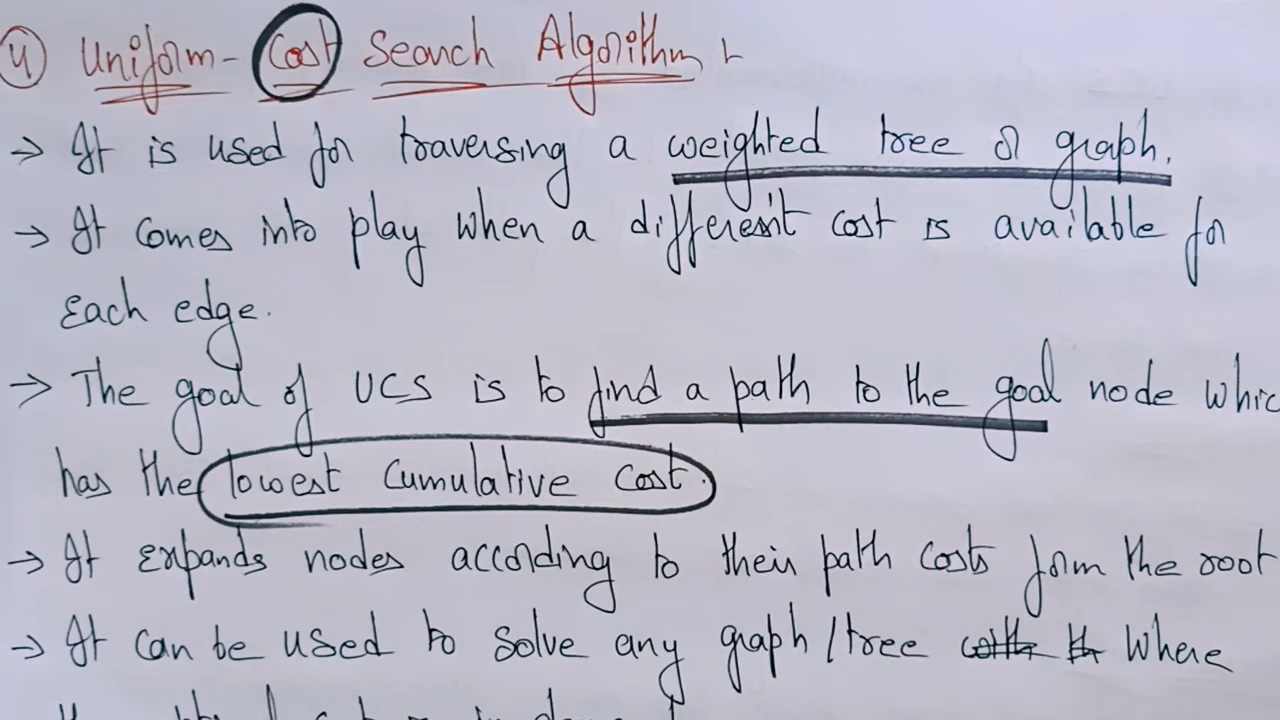 4) Uniform-Cost Search Algorithm :-
→ It is used for traversing a weighted tree or graph.
→ It comes into play when a different cost is available for
Each edge.
→ The goal of UCS is to find a path to the goal node whic
has the lowest cumulative cost.
→ It expands nodes according to their path costs form the root
→ It can be used to solve any graph/tree where